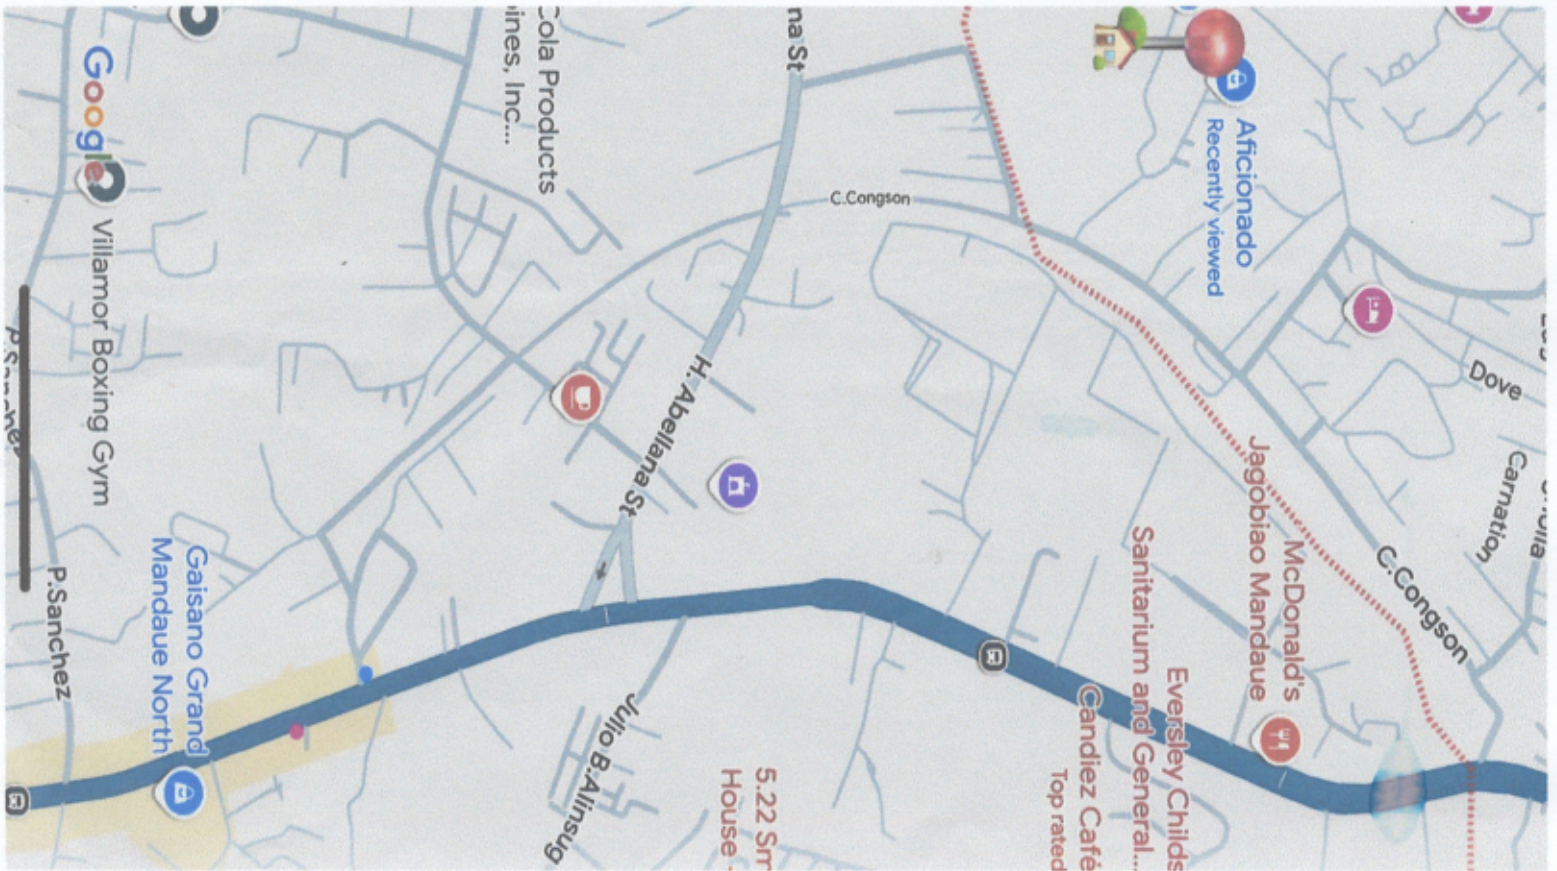 Cola Products
ines, Inc...
na St
Aficionado
Recently viewed
Google
Villamor Boxing Gym
C.Congson
H. Abellana St
Dove
Carnation
Jagobiao Mandaue
McDonald's
C.Congson
Sanitarium and General...
Eversley Childs
Candiez Café
Top rated
P.Sanchez
Gaisano Grand
Mandaue North
Julio B.Alinsug
5.22 Sm
House